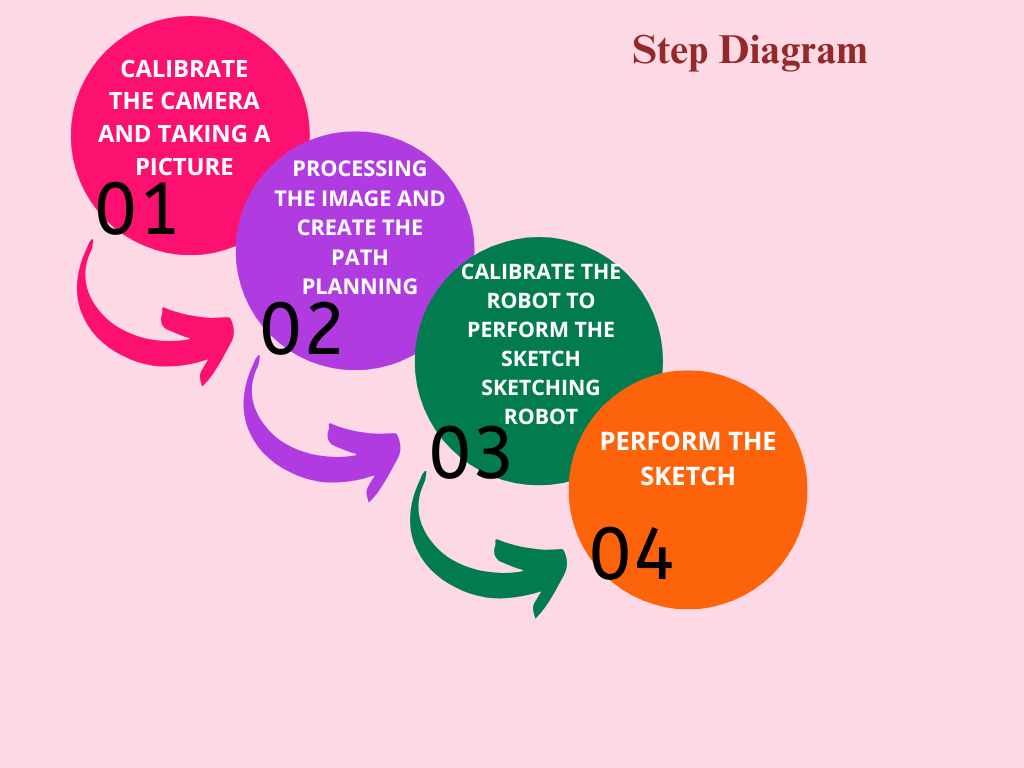 Step Diagram
CALIBRATE
THE CAMERA
AND TAKING A
PICTURE
01
PROCESSING
THE IMAGE AND
CREATE THE
PATH
PLANNING
02
CALIBRATE THE
ROBOT TO
PERFORM THE
SKETCH
SKETCHING
ROBOT
03
PERFORM THE
SKETCH
04